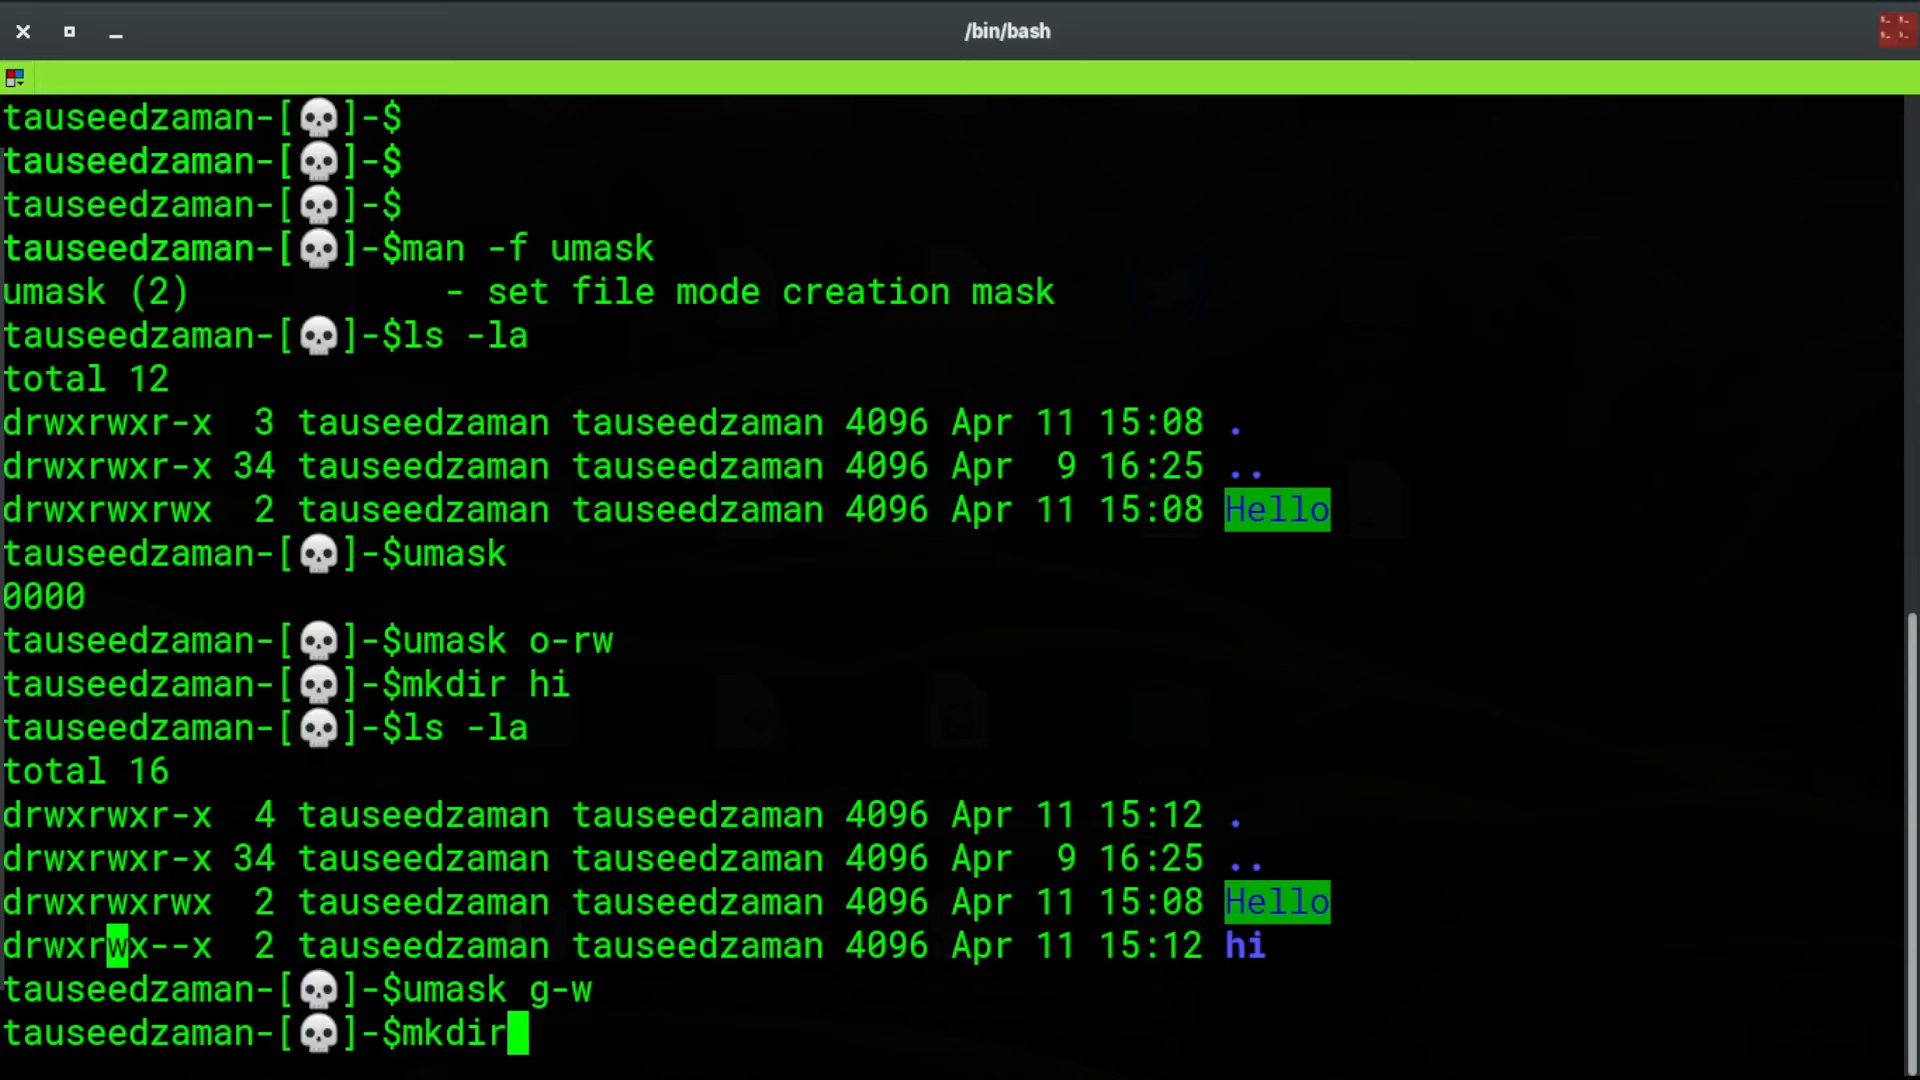 /bin/bash
tauseedzaman-[💀]-$
tauseedzaman-[💀]-$
tauseedzaman-[💀]-$
tauseedzaman-[💀]-$man -f umask
umask (2)            - set file mode creation mask
tauseedzaman-[💀]-$ls -la
total 12
drwxrwxr-x  3 tauseedzaman tauseedzaman 4096 Apr 11 15:08 .
drwxrwxr-x 34 tauseedzaman tauseedzaman 4096 Apr  9 16:25 ..
drwxrwxrwx  2 tauseedzaman tauseedzaman 4096 Apr 11 15:08 Hello
tauseedzaman-[💀]-$umask
0000
tauseedzaman-[💀]-$umask o-rw
tauseedzaman-[💀]-$mkdir hi
tauseedzaman-[💀]-$ls -la
total 16
drwxrwxr-x  4 tauseedzaman tauseedzaman 4096 Apr 11 15:12 .
drwxrwxr-x 34 tauseedzaman tauseedzaman 4096 Apr  9 16:25 ..
drwxrwxrwx  2 tauseedzaman tauseedzaman 4096 Apr 11 15:08 Hello
drwxrwx--x  2 tauseedzaman tauseedzaman 4096 Apr 11 15:12 hi
tauseedzaman-[💀]-$umask g-w
tauseedzaman-[💀]-$mkdir